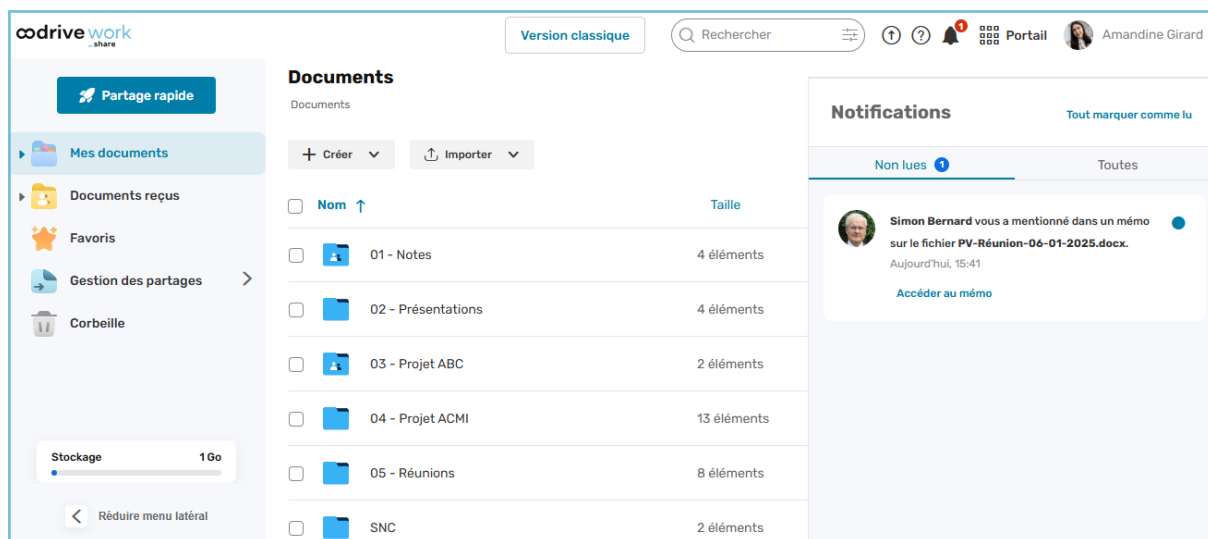 oodrive work
_share
Version classique
Rechercher
1
Portail
Amandine Girard
Partage rapide
Mes documents
Documents reçus
Favoris
Gestion des partages
Corbeille
Stockage 1 Go
Réduire menu latéral
Documents
Documents
Créer
Importer
Nom ↑ Taille
01 - Notes 4 éléments
02 - Présentations 4 éléments
03 - Projet ABC 2 éléments
04 - Projet ACMI 13 éléments
05 - Réunions 8 éléments
SNC 2 éléments
Notifications Tout marquer comme lu
Non lues 1 Toutes
Simon Bernard vous a mentionné dans un mémo
sur le fichier PV-Réunion-06-01-2025.docx.
Aujourd'hui, 15:41
Accéder au mémo